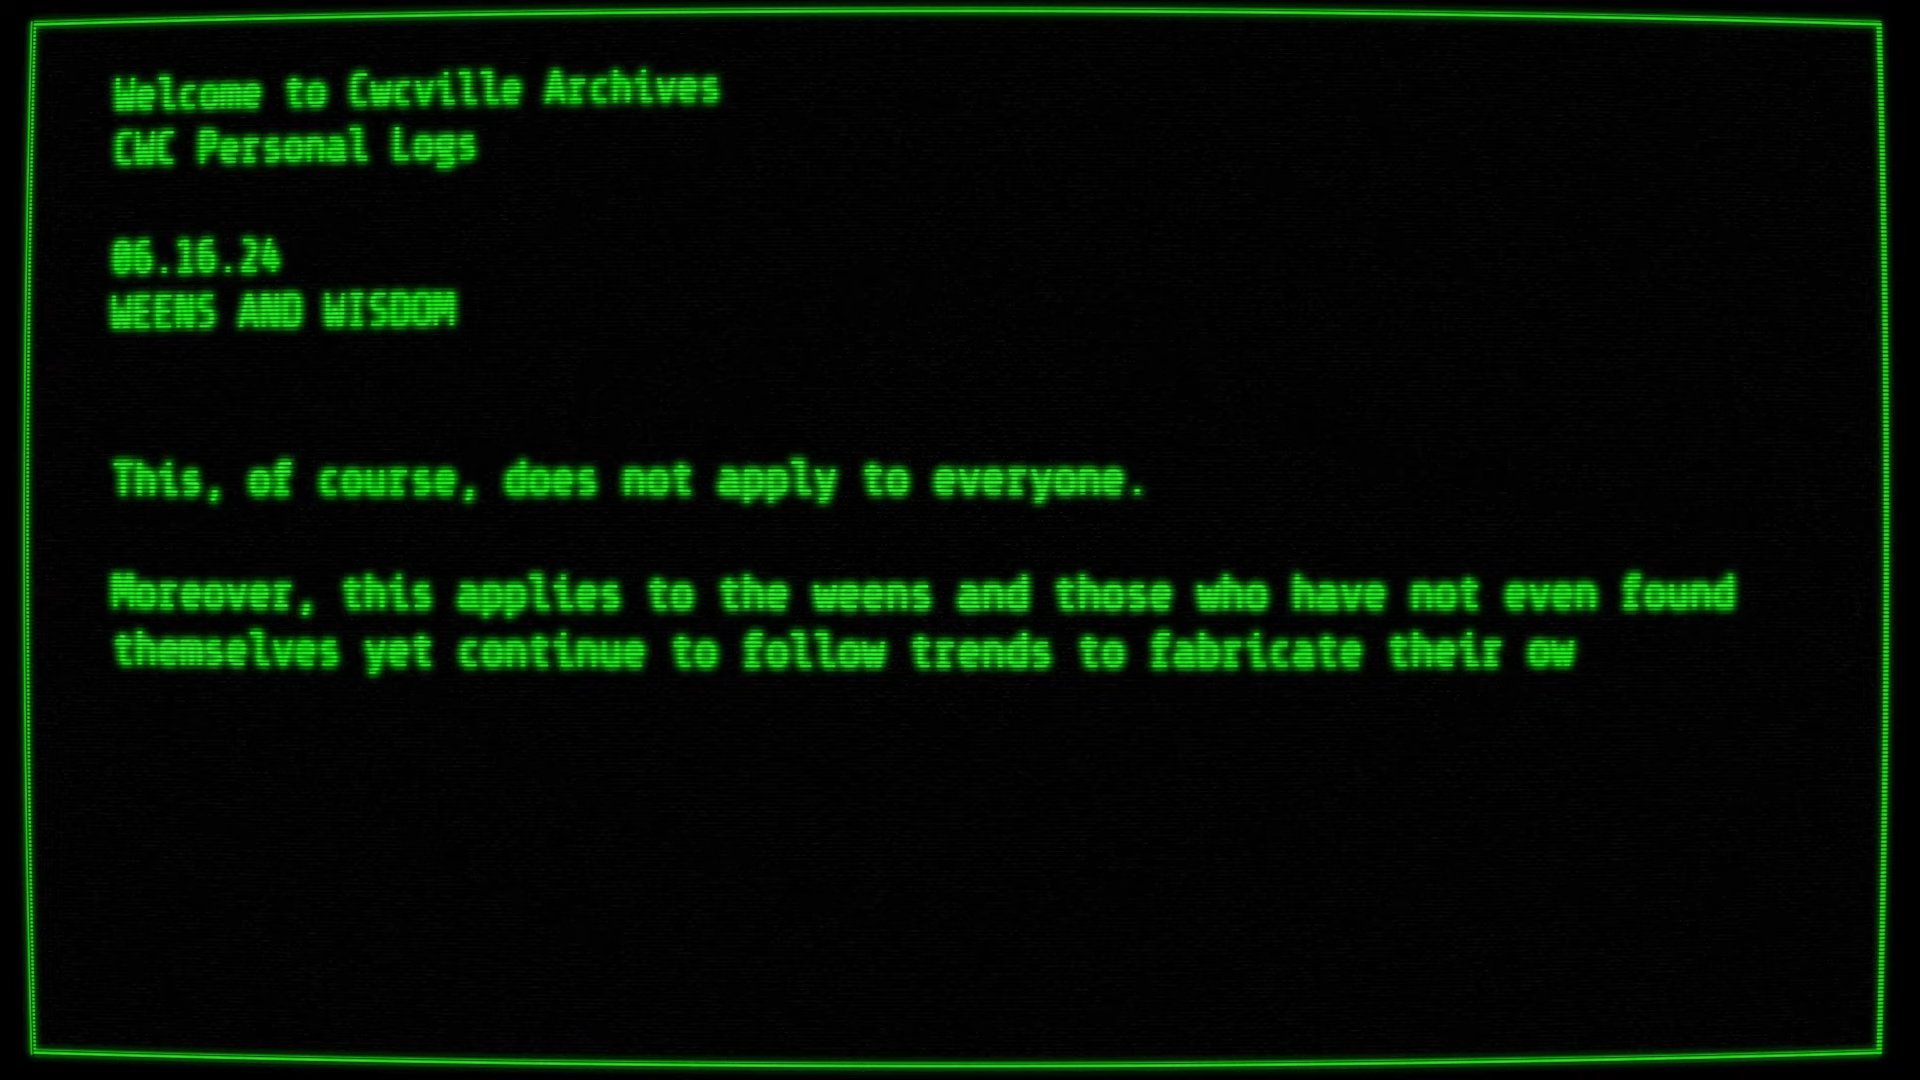 Welcome to Cwcville Archives
CWC Personal Logs
06.16.24
WEENS AND WISDOM
This, of course, does not apply to everyone.
Moreover, this applies to the weens and those who have not even found
themselves yet continue to follow trends to fabricate their ow